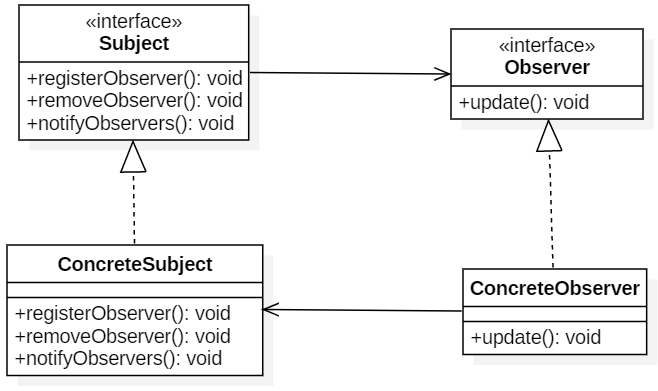 «interface»
Subject
+registerObserver(): void
+removeObserver(): void
+notifyObservers(): void
«interface»
Observer
+update(): void
ConcreteSubject
+registerObserver(): void
+removeObserver(): void
+notifyObservers(): void
ConcreteObserver
+update(): void